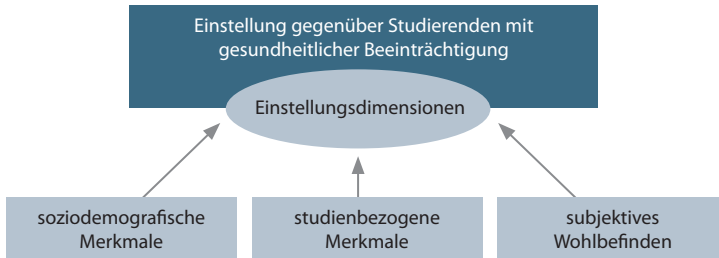 Einstellung gegenüber Studierenden mit
gesundheitlicher Beeinträchtigung
Einstellungsdimensionen
soziodemografische
Merkmale
studienbezogene
Merkmale
subjektives
Wohlbefinden